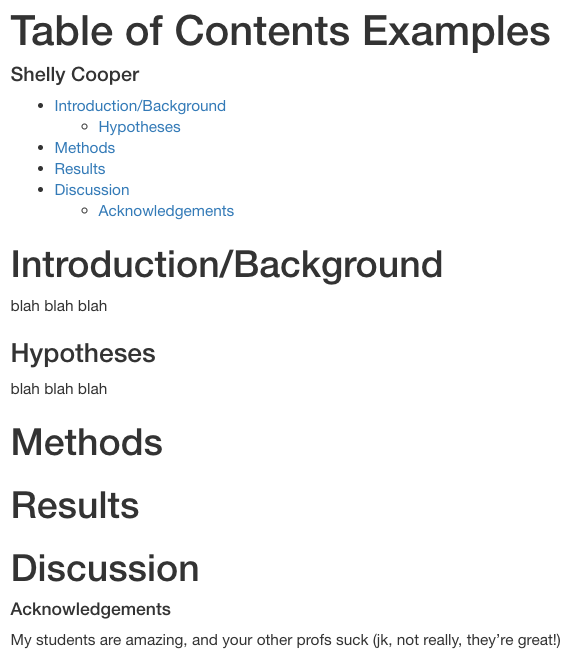 Table of Contents Examples
Shelly Cooper
Introduction/Background
Hypotheses
Methods
Results
Discussion
Acknowledgements
Introduction/Background
blah blah blah
Hypotheses
blah blah blah
Methods
Results
Discussion
Acknowledgements
My students are amazing, and your other profs suck (jk, not really, they’re great!)